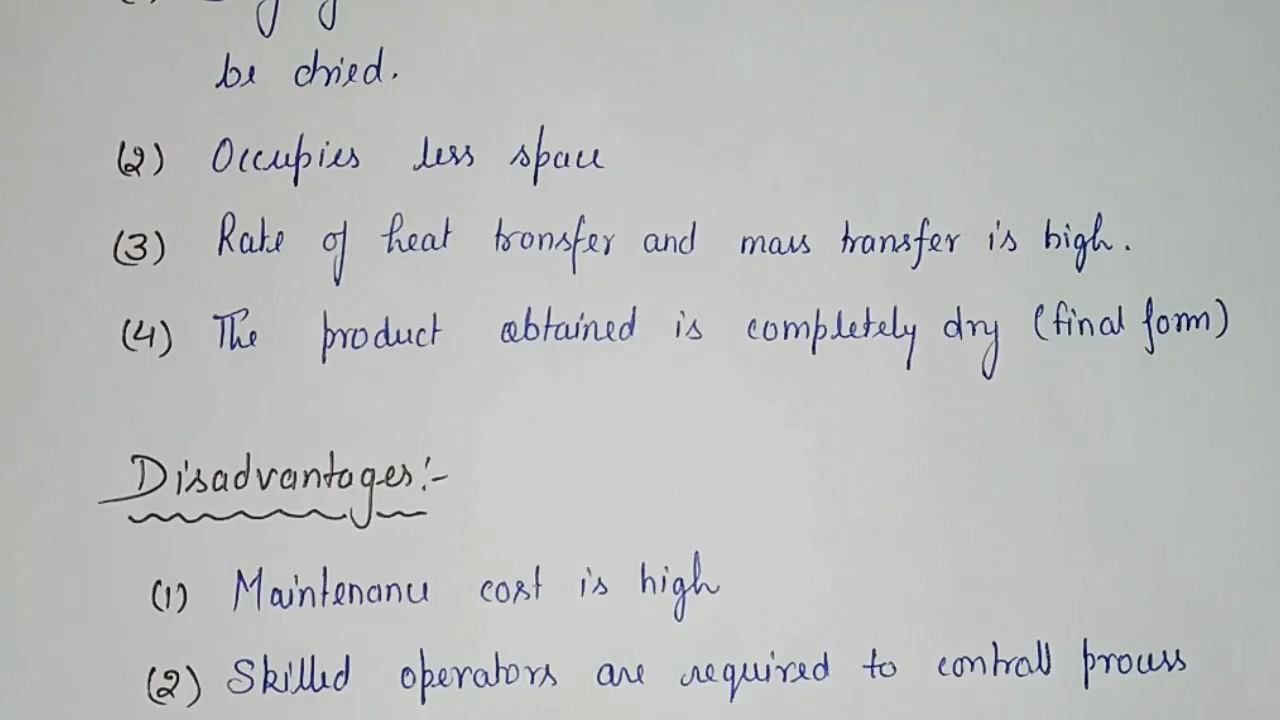 be dried.
(2) Occupies less space
(3) Rate of heat transfer and mass transfer is high.
(4) The product obtained is completely dry (final form)
Disadvantages:-
(1) Maintenance cost is high
(2) Skilled operators are required to controll process